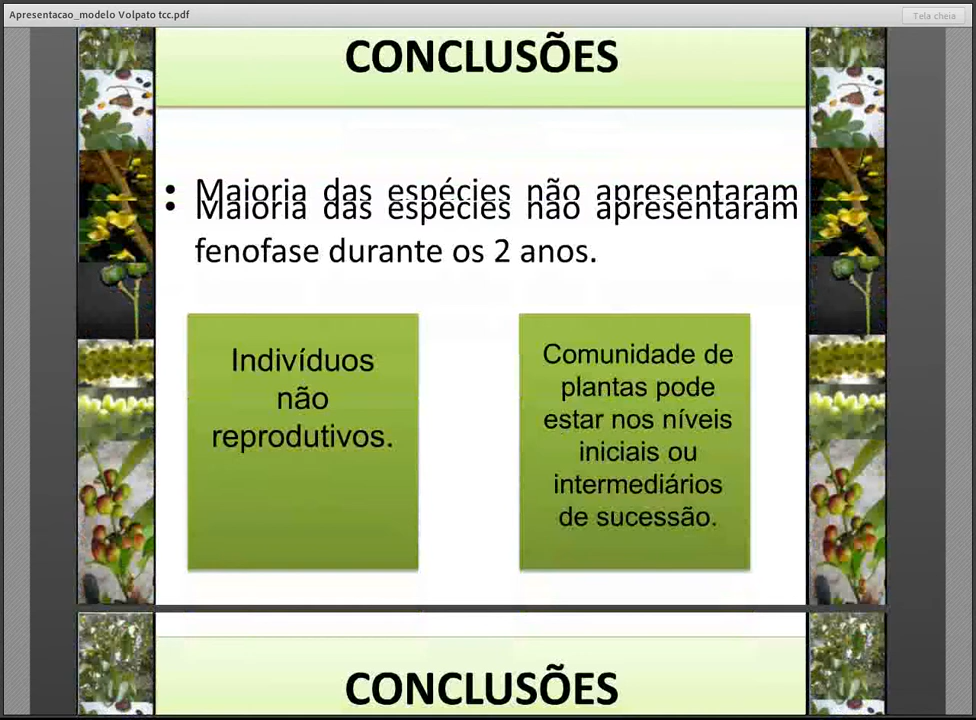 Apresentacao_modelo Volpato tcc.pdf
Tela cheia
CONCLUSÕES
• Maioria das espécies não apresentaram
• Maioria das espécies não apresentaram
fenofase durante os 2 anos.
Indivíduos
não
reprodutivos.
Comunidade de
plantas pode
estar nos níveis
iniciais ou
intermediários
de sucessão.
CONCLUSÕES